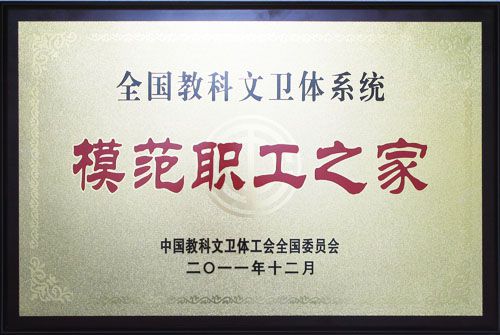 全国教科文卫体系统
模范职工之家
中国教科文卫体工会全国委员会
二〇一一年十二月